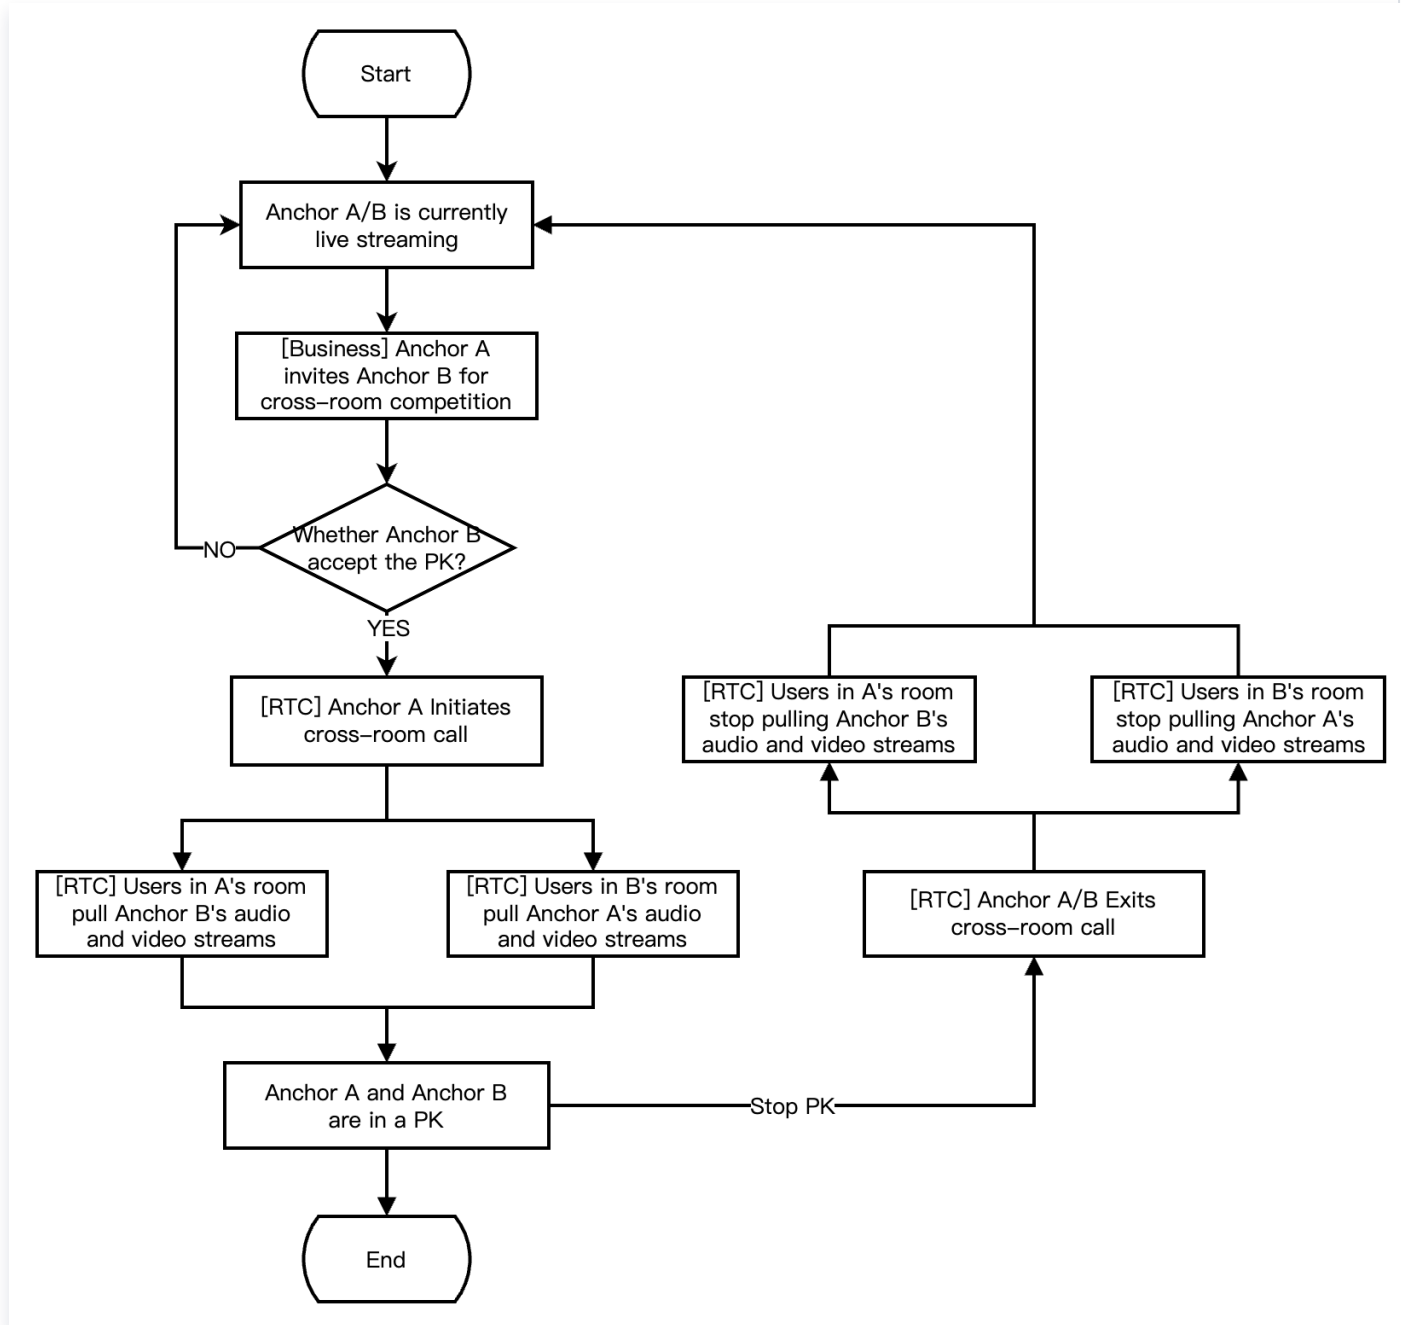 Start
Anchor A/B is currently
live streaming
[Business] Anchor A
invites Anchor B for
cross–room competition
Whether Anchor B
accept the PK?
NO
YES
[RTC] Anchor A Initiates
cross–room call
[RTC] Users in A's room
stop pulling Anchor B's
audio and video streams
[RTC] Users in B's room
stop pulling Anchor A's
audio and video streams
[RTC] Users in A's room
pull Anchor B's audio
and video streams
[RTC] Users in B's room
pull Anchor A's audio
and video streams
[RTC] Anchor A/B Exits
cross–room call
Anchor A and Anchor B
are in a PK
Stop PK
End